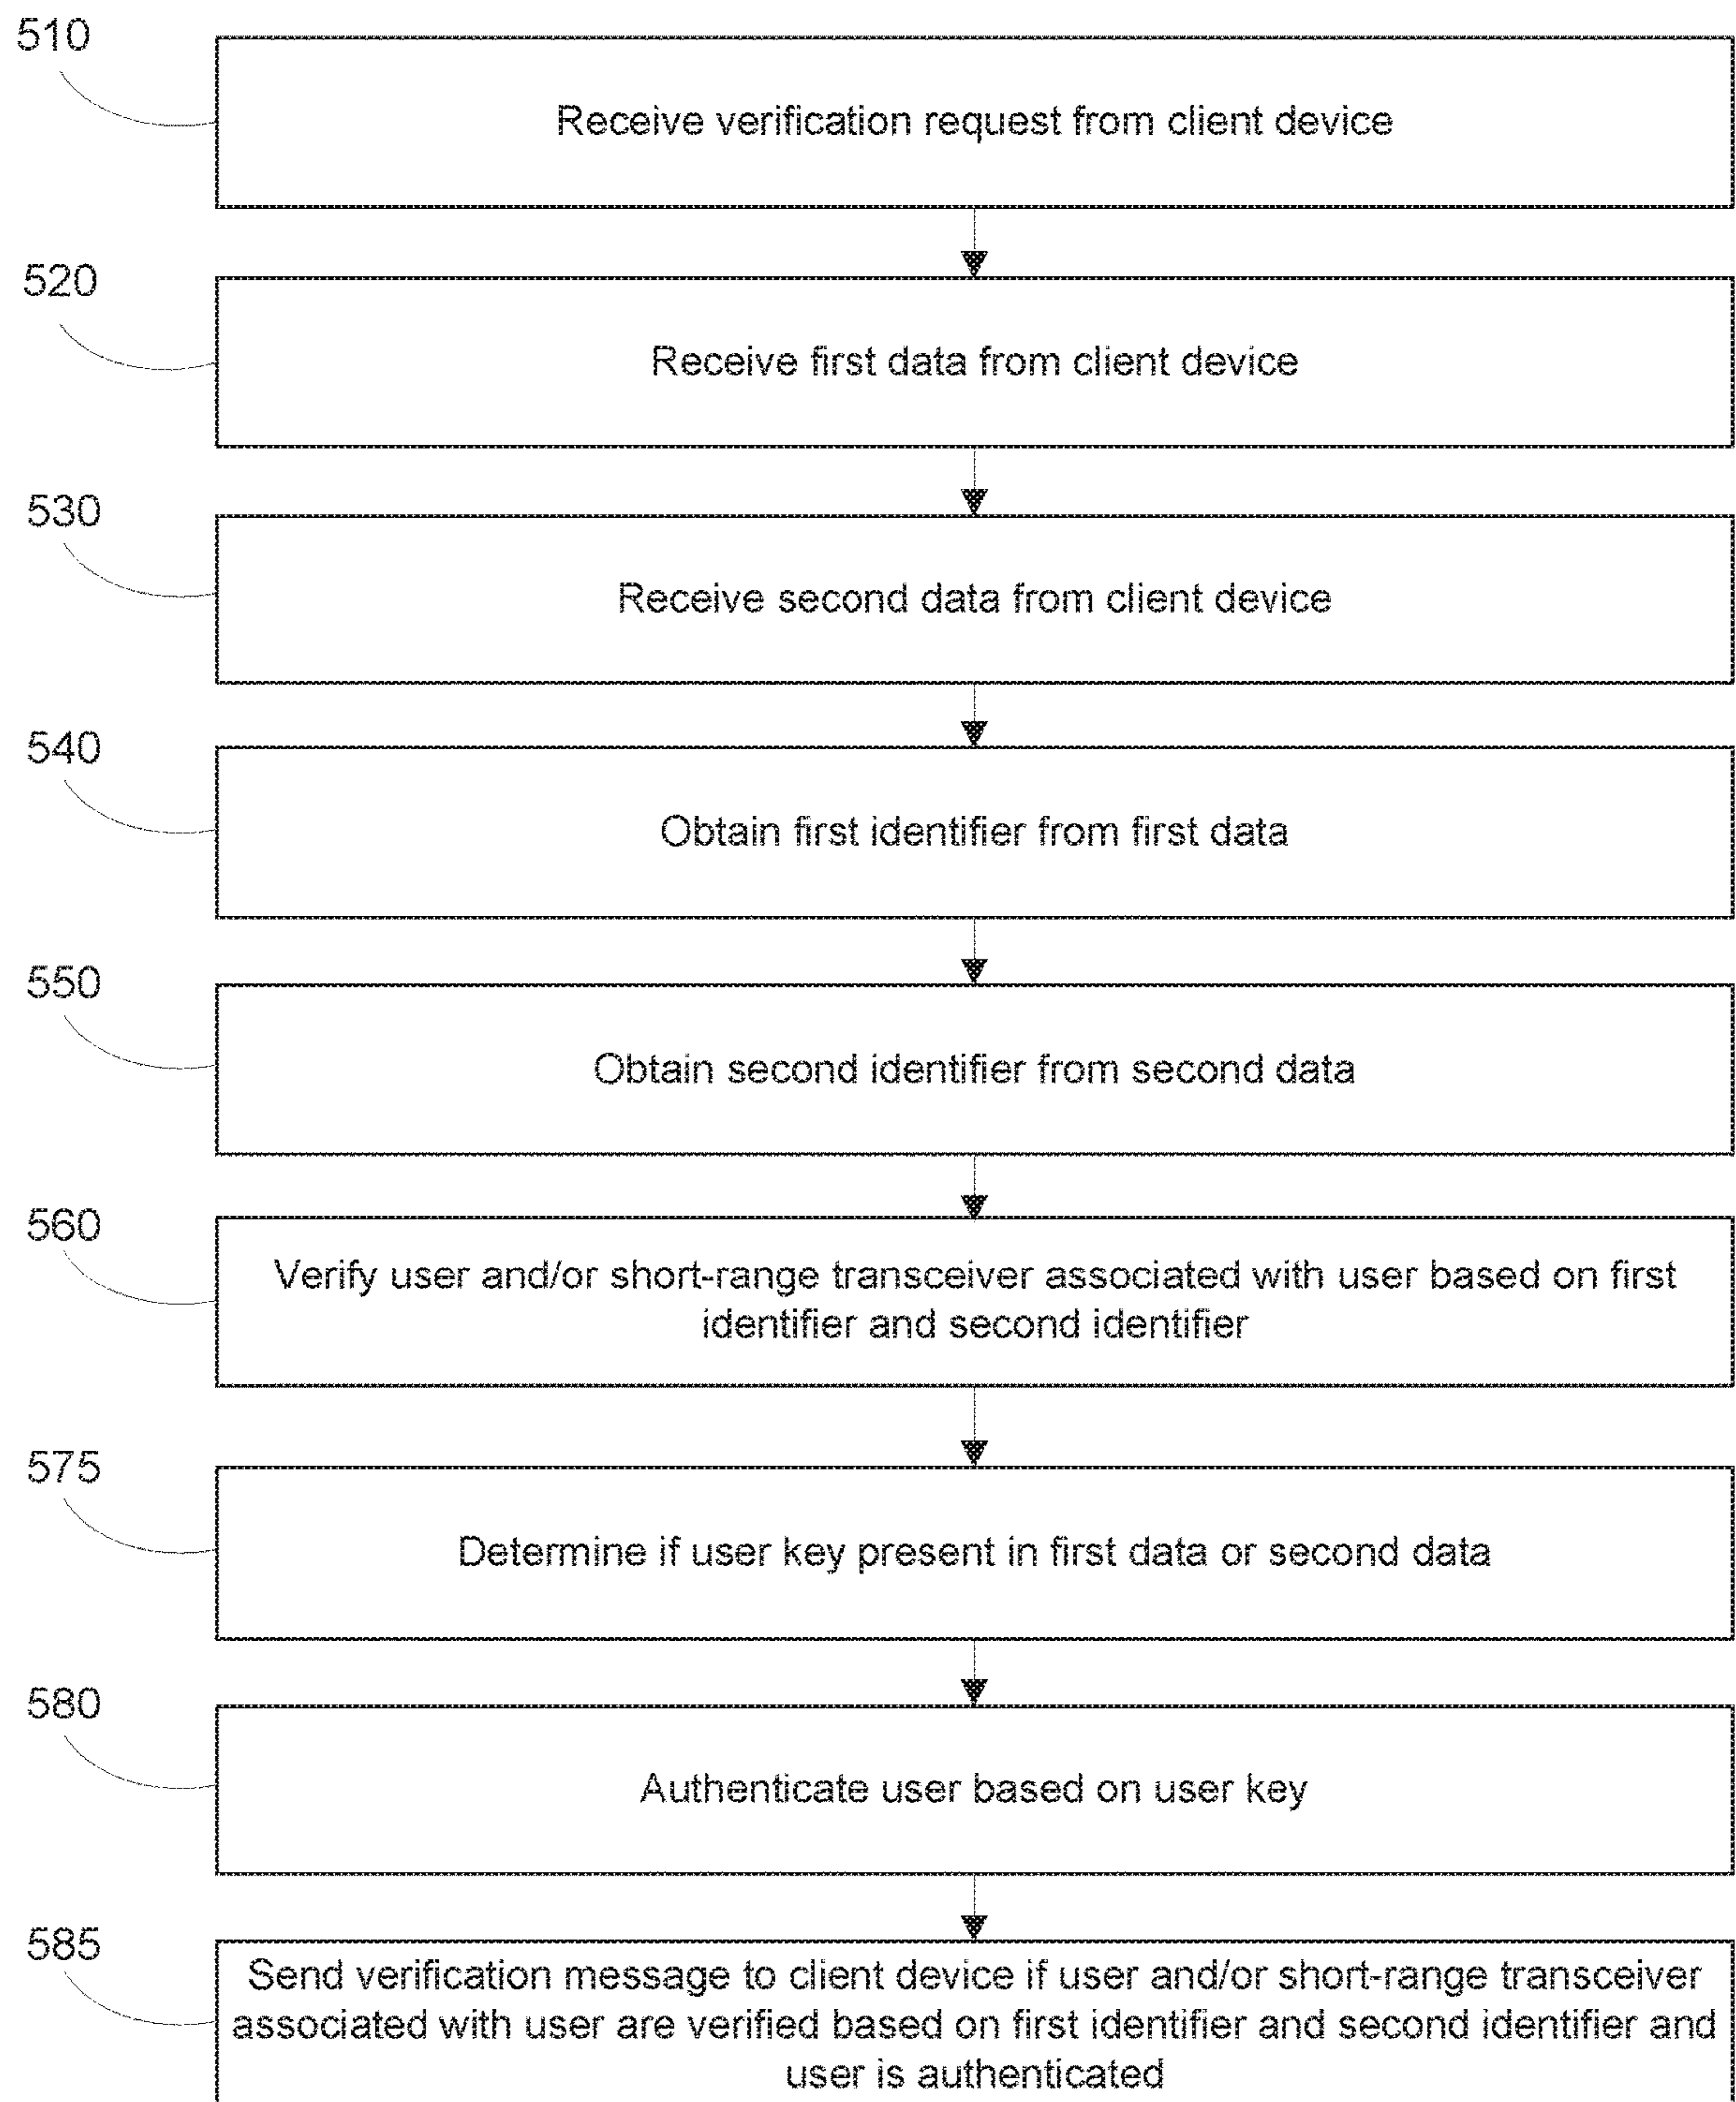 510
Receive verification request from client device
520
Receive first data from client device
530
Receive second data from client device
540
Obtain first identifier from first data
550
Obtain second identifier from second data
560
Verify user and/or short-range transceiver associated with user based on first
identifier and second identifier
575
Determine if user key present in first data or second data
580
Authenticate user based on user key
585
Send verification message to client device if user and/or short-range transceiver
associated with user are verified based on first identifier and second identifier and
user is authenticated